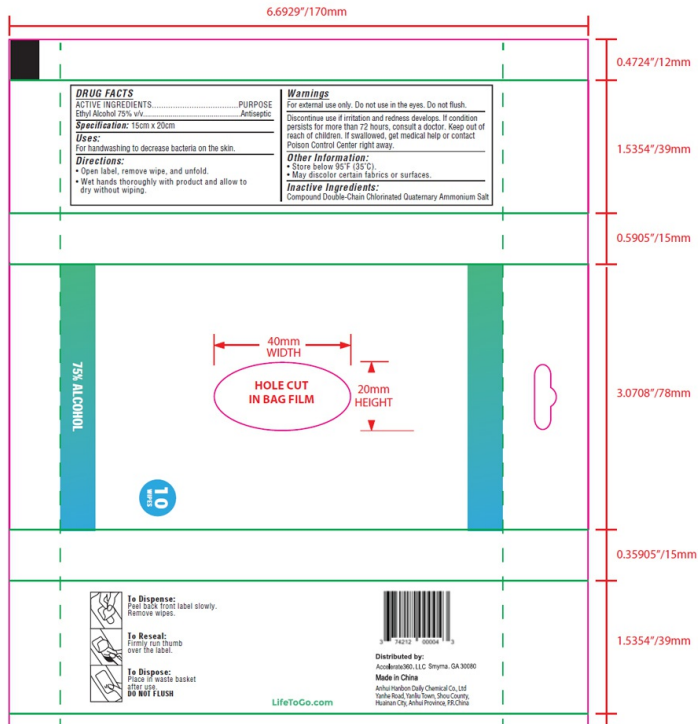 6.6929"/170mm
0.4724"/12mm
DRUG FACTS
ACTIVE INGREDIENTS......................................PURPOSE
Ethyl Alcohol 75% v/v..........................................Antiseptic
Specification: 15cm x 20cm
Uses:
For handwashing to decrease bacteria on the skin.
Directions:
• Open label, remove wipe, and unfold.
• Wet hands thoroughly with product and allow to
dry without wiping.
Warnings
For external use only. Do not use in the eyes. Do not flush.
Discontinue use if irritation and redness develops. If condition
persists for more than 72 hours, consult a doctor. Keep out of
reach of children. If swallowed, get medical help or contact
Poison Control Center right away.
Other Information:
• Store below 95°F (35°C).
• May discolor certain fabrics or surfaces.
Inactive Ingredients:
Compound Double-Chain Chlorinated Quaternary Ammonium Salt
1.5354"/39mm
0.5905"/15mm
75% ALCOHOL
10
WIPES
40mm
WIDTH
HOLE CUT
IN BAG FILM
20mm
HEIGHT
3.0708"/78mm
0.35905"/15mm
To Dispense:
Peel back front label slowly.
Remove wipes.
To Reseal:
Firmly run thumb
over the label.
To Dispose:
Place in waste basket
after use.
DO NOT FLUSH
LifeToGo.com
3 74212 00004 3
Distributed by:
Accelerate360, LLC Smyrna, GA 30080
Made in China
Anhui Hanbon Daily Chemical Co., Ltd
Yanhe Road, Yanliu Town, Shou County,
Huainan City, Anhui Province, P.R.China
1.5354"/39mm